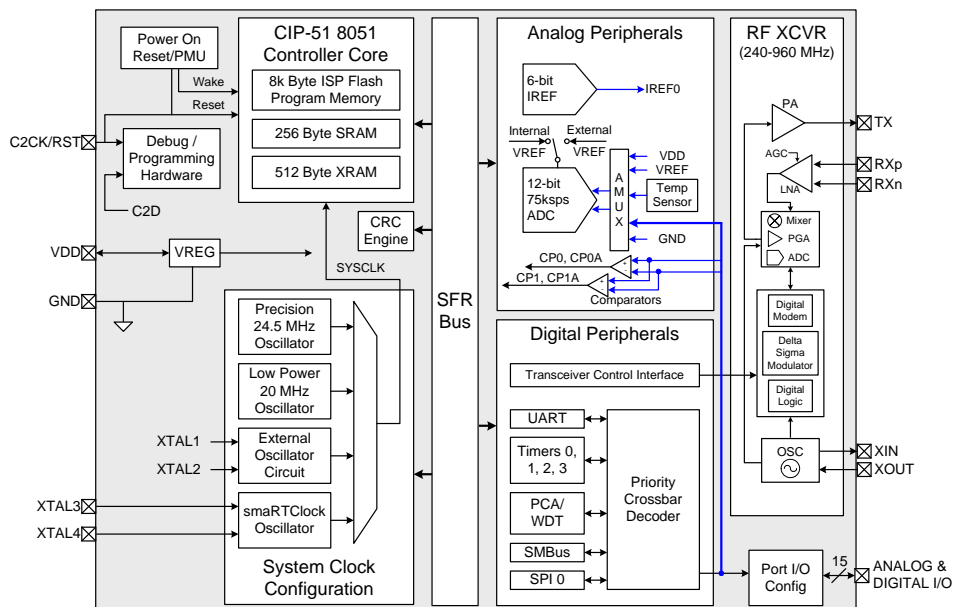 Power On
Reset/PMU
Wake
Reset
C2CK/RST
Debug /
Programming
Hardware
C2D
VDD
VREG
GND
CIP-51 8051
Controller Core
8k Byte ISP Flash
Program Memory
256 Byte SRAM
512 Byte XRAM
CRC
Engine
SYSCLK
Precision
24.5 MHz
Oscillator
Low Power
20 MHz
Oscillator
XTAL1
XTAL2
External
Oscillator
Circuit
XTAL3
XTAL4
smaRTClock
Oscillator
System Clock
Configuration
SFR
Bus
Analog Peripherals
6-bit
IREF
IREF0
Internal
VREF
External
VREF
12-bit
75ksps
ADC
A
M
U
X
VDD
VREF
Temp
Sensor
GND
CP0, CP0A
+
-
CP1, CP1A
+
-
Comparators
Digital Peripherals
Transceiver Control Interface
UART
Timers 0,
1, 2, 3
PCA/
WDT
SMBus
SPI 0
Priority
Crossbar
Decoder
RF XCVR
(240-960 MHz)
PA
TX
AGC
LNA
RXp
RXn
Mixer
PGA
ADC
Digital
Modem
Delta
Sigma
Modulator
Digital
Logic
OSC
XIN
XOUT
Port I/O
Config
15
ANALOG &
DIGITAL I/O